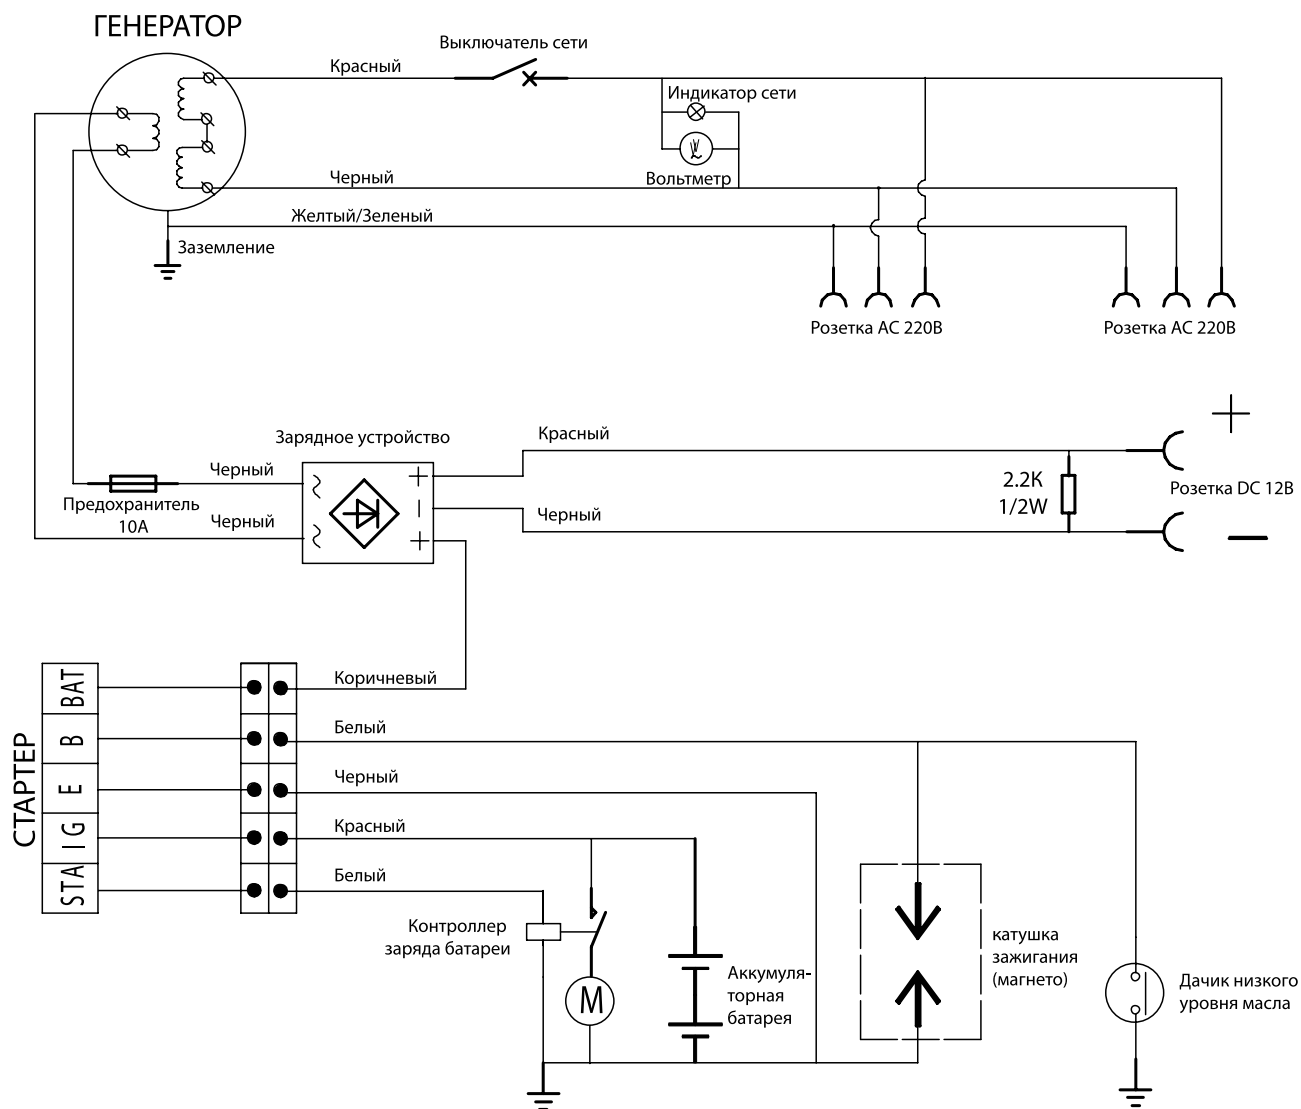 ГЕНЕРАТОР
Выключатель сети
Красный
Индикатор сети
Черный
Вольтметр
Желтый/Зеленый
Заземление
Розетка AC 220В
Розетка AC 220В
Зарядное устройство
Красный
Черный
Предохранитель
10А
Черный
Черный
2.2K
1/2W
Розетка DC 12В
СТАРТЕР
BAT
B
E
IG
STA
Коричневый
Белый
Черный
Красный
Белый
Контроллер
заряда батареи
M
Аккумуля-
торная
батарея
катушка
зажигания
(магнето)
Дачик низкого
уровня масла